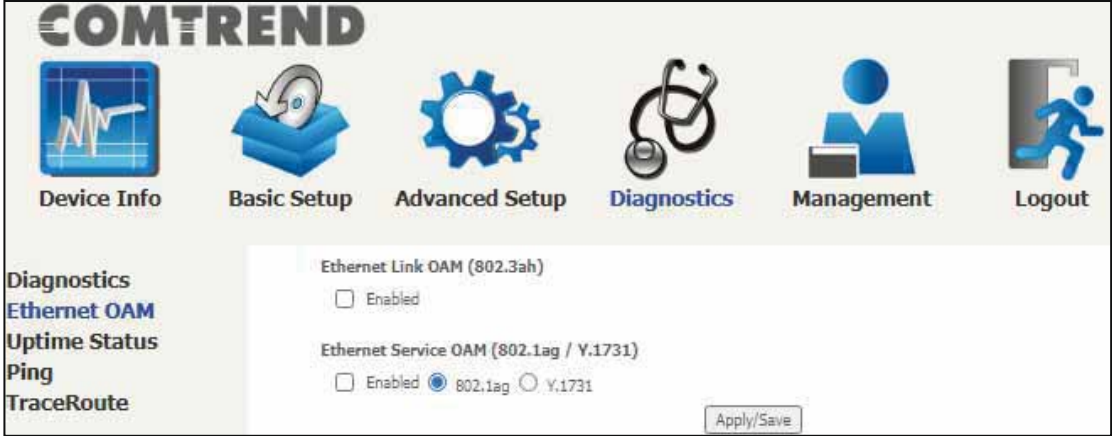 COMTREND
Device Info Basic Setup Advanced Setup Diagnostics Management Logout
Diagnostics
Ethernet OAM
Uptime Status
Ping
TraceRoute
Ethernet Link OAM (802.3ah)
Enabled
Ethernet Service OAM (802.1ag / Y.1731)
Enabled 802.1ag Y.1731
Apply/Save